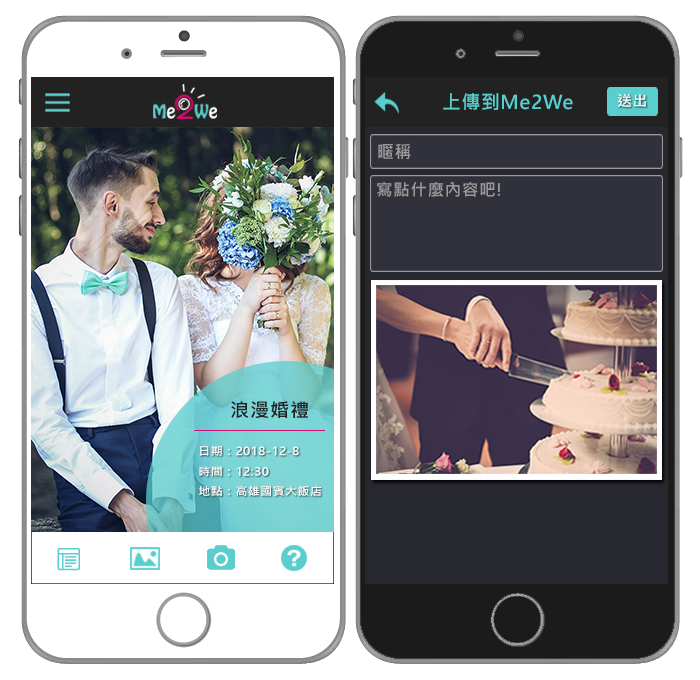 Me2We
浪漫婚禮
日期：2018-12-8
時間：12:30
地點：高雄國賓大飯店
?
上傳到Me2We
送出
暱稱
寫點什麼內容吧!